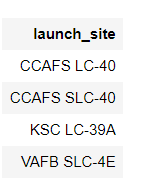 launch_site
CCAFS LC-40
CCAFS SLC-40
KSC LC-39A
VAFB SLC-4E